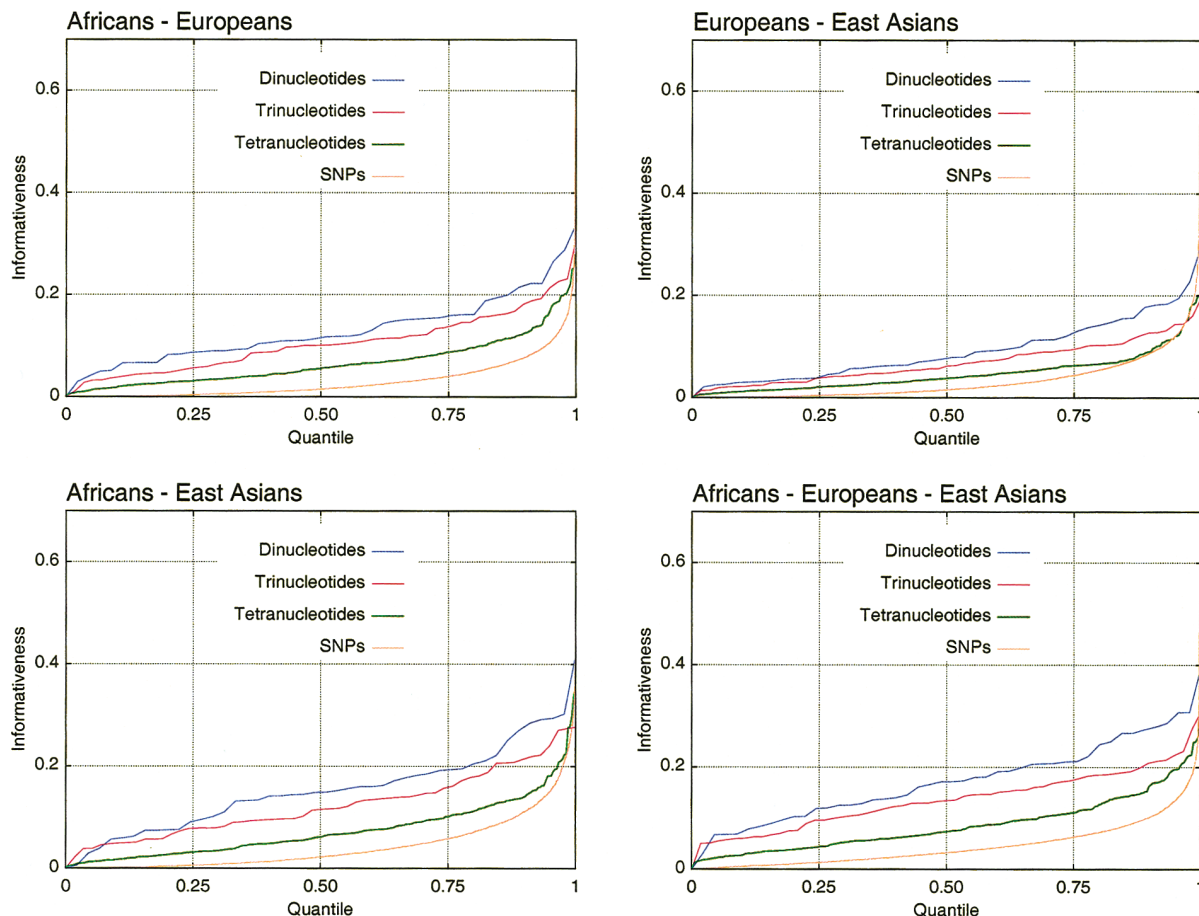 Africans - Europeans
Informativeness
0.6
0.4
0.2
0
Dinucleotides
Trinucleotides
Tetranucleotides
SNPs
0 0.25 0.50 0.75 1
Quantile
Europeans - East Asians
Informativeness
0.6
0.4
0.2
0
Dinucleotides
Trinucleotides
Tetranucleotides
SNPs
0 0.25 0.50 0.75 1
Quantile
Africans - East Asians
Informativeness
0.6
0.4
0.2
0
Dinucleotides
Trinucleotides
Tetranucleotides
SNPs
0 0.25 0.50 0.75 1
Quantile
Africans - Europeans - East Asians
Informativeness
0.6
0.4
0.2
0
Dinucleotides
Trinucleotides
Tetranucleotides
SNPs
0 0.25 0.50 0.75 1
Quantile